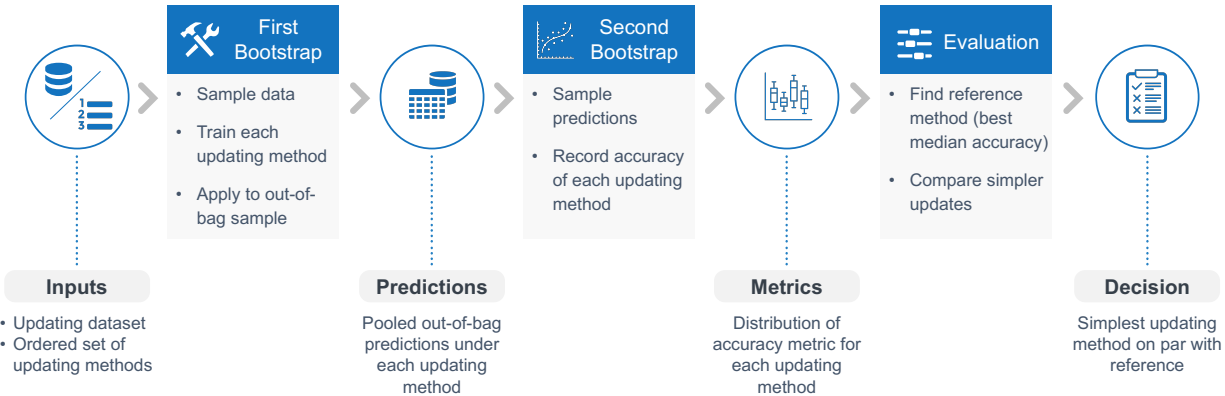 First
Bootstrap
• Sample data
• Train each
updating method
• Apply to out-of-
bag sample
Second
Bootstrap
• Sample
predictions
• Record accuracy
of each updating
method
Evaluation
• Find reference
method (best
median accuracy)
• Compare simpler
updates
1
2
3
Inputs
• Updating dataset
• Ordered set of
updating methods
Predictions
Pooled out-of-bag
predictions under
each updating
method
Metrics
Distribution of
accuracy metric for
each updating
method
Decision
Simplest updating
method on par with
reference